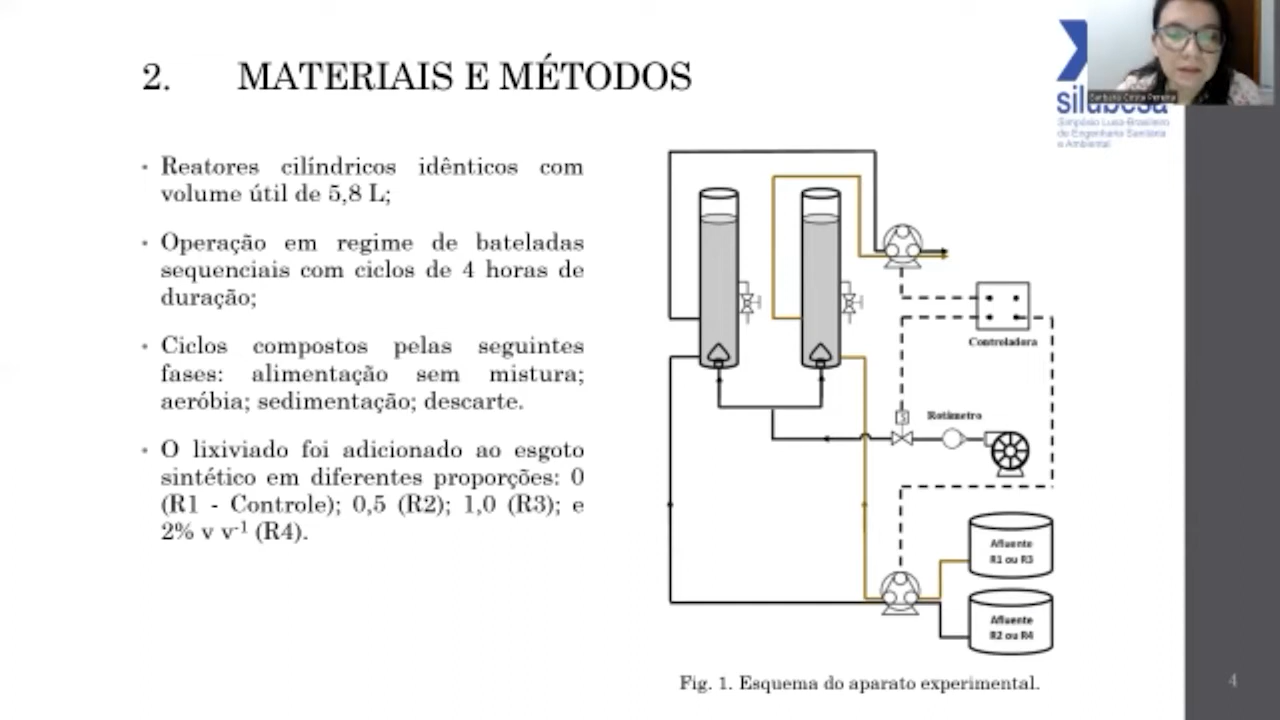 2. MATERIAIS E MÉTODOS
silubesa
Simpósio Luso-Brasileiro
de Engenharia Sanitária
e Ambiental
• Reatores cilíndricos idênticos com
volume útil de 5,8 L;
• Operação em regime de bateladas
sequenciais com ciclos de 4 horas de
duração;
• Ciclos compostos pelas seguintes
fases: alimentação sem mistura;
aeróbia; sedimentação; descarte.
• O lixiviado foi adicionado ao esgoto
sintético em diferentes proporções: 0
(R1 - Controle); 0,5 (R2); 1,0 (R3); e
2% v v⁻¹ (R4).
Controladora
Rotâmetro
Afluente
R1 ou R3
Afluente
R2 ou R4
Fig. 1. Esquema do aparato experimental.
4